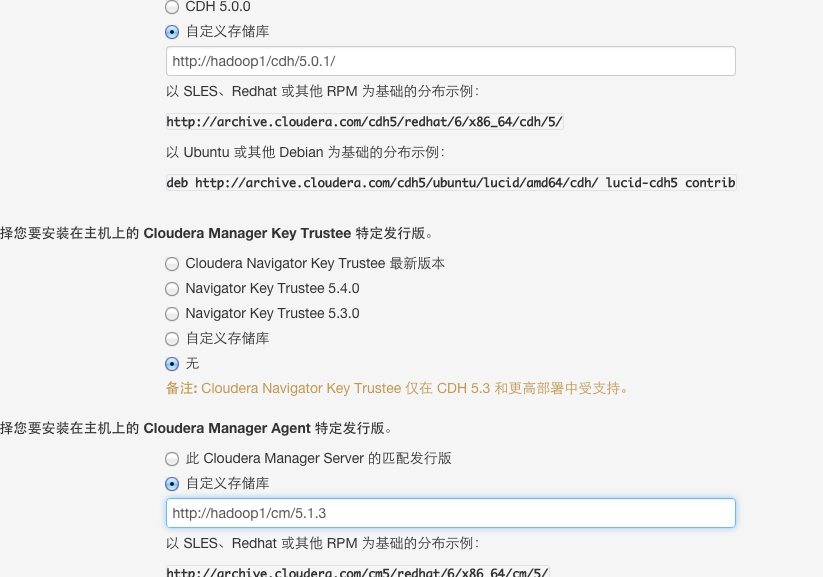 CDH 5.0.0
自定义存储库
http://hadoop1/cdh/5.0.1/
以 SLES、Redhat 或其他 RPM 为基础的分布示例：
http://archive.cloudera.com/cdh5/redhat/6/x86_64/cdh/5/
以 Ubuntu 或其他 Debian 为基础的分布示例：
deb http://archive.cloudera.com/cdh5/ubuntu/lucid/amd64/cdh/ lucid-cdh5 contrib
择您要安装在主机上的 Cloudera Manager Key Trustee 特定发行版。
Cloudera Navigator Key Trustee 最新版本
Navigator Key Trustee 5.4.0
Navigator Key Trustee 5.3.0
自定义存储库
无
备注: Cloudera Navigator Key Trustee 仅在 CDH 5.3 和更高部署中受支持。
择您要安装在主机上的 Cloudera Manager Agent 特定发行版。
此 Cloudera Manager Server 的匹配发行版
自定义存储库
http://hadoop1/cm/5.1.3
以 SLES、Redhat 或其他 RPM 为基础的分布示例：
http://archive.cloudera.com/cm5/redhat/6/x86_64/cm/5/